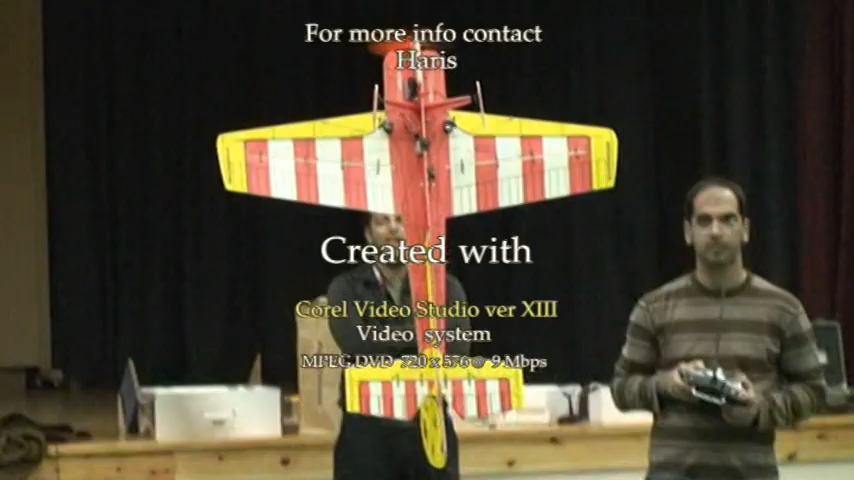 For more info contact
Haris
Created with
Corel Video Studio ver XIII
Video system
MPEG DVD 720 x 576 @ 9 Mbps